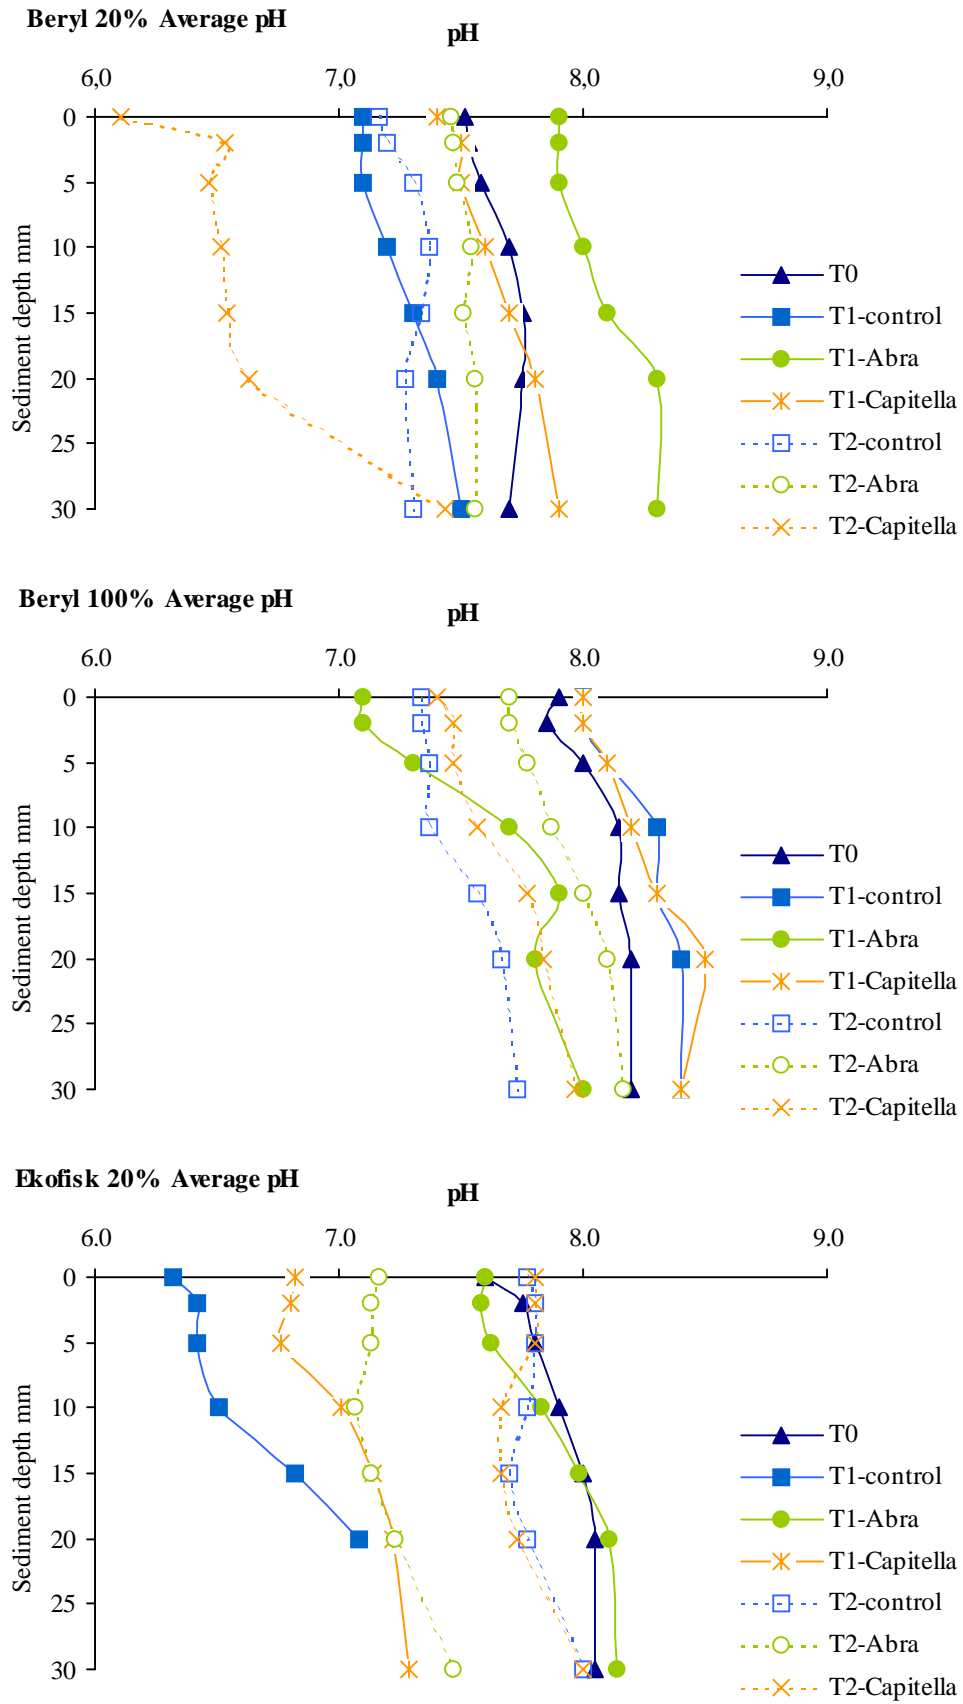 Beryl 20% Average pH
pH
6,0 7,0 8,0 9,0
0
5
10
15
20
25
30
Sediment depth mm
T0
T1-control
T1-Abra
T1-Capitella
T2-control
T2-Abra
T2-Capitella
Beryl 100% Average pH
pH
6.0 7.0 8.0 9.0
0
5
10
15
20
25
30
Sediment depth mm
T0
T1-control
T1-Abra
T1-Capitella
T2-control
T2-Abra
T2-Capitella
Ekofisk 20% Average pH
pH
6.0 7.0 8.0 9.0
0
5
10
15
20
25
30
Sediment depth mm
T0
T1-control
T1-Abra
T1-Capitella
T2-control
T2-Abra
T2-Capitella